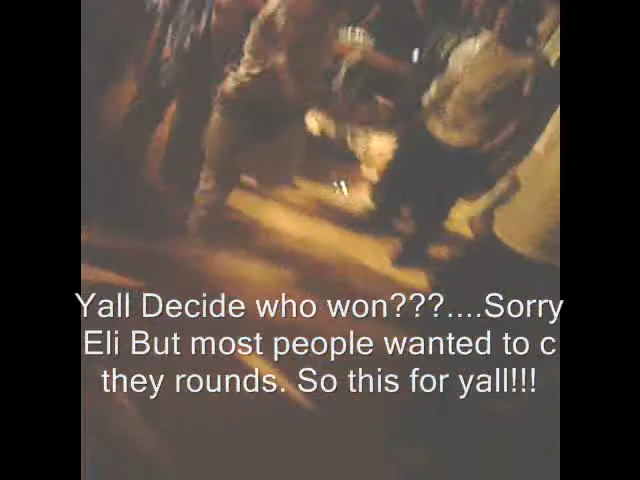 Yall Decide who won???....Sorry
Eli But most people wanted to c
they rounds. So this for yall!!!